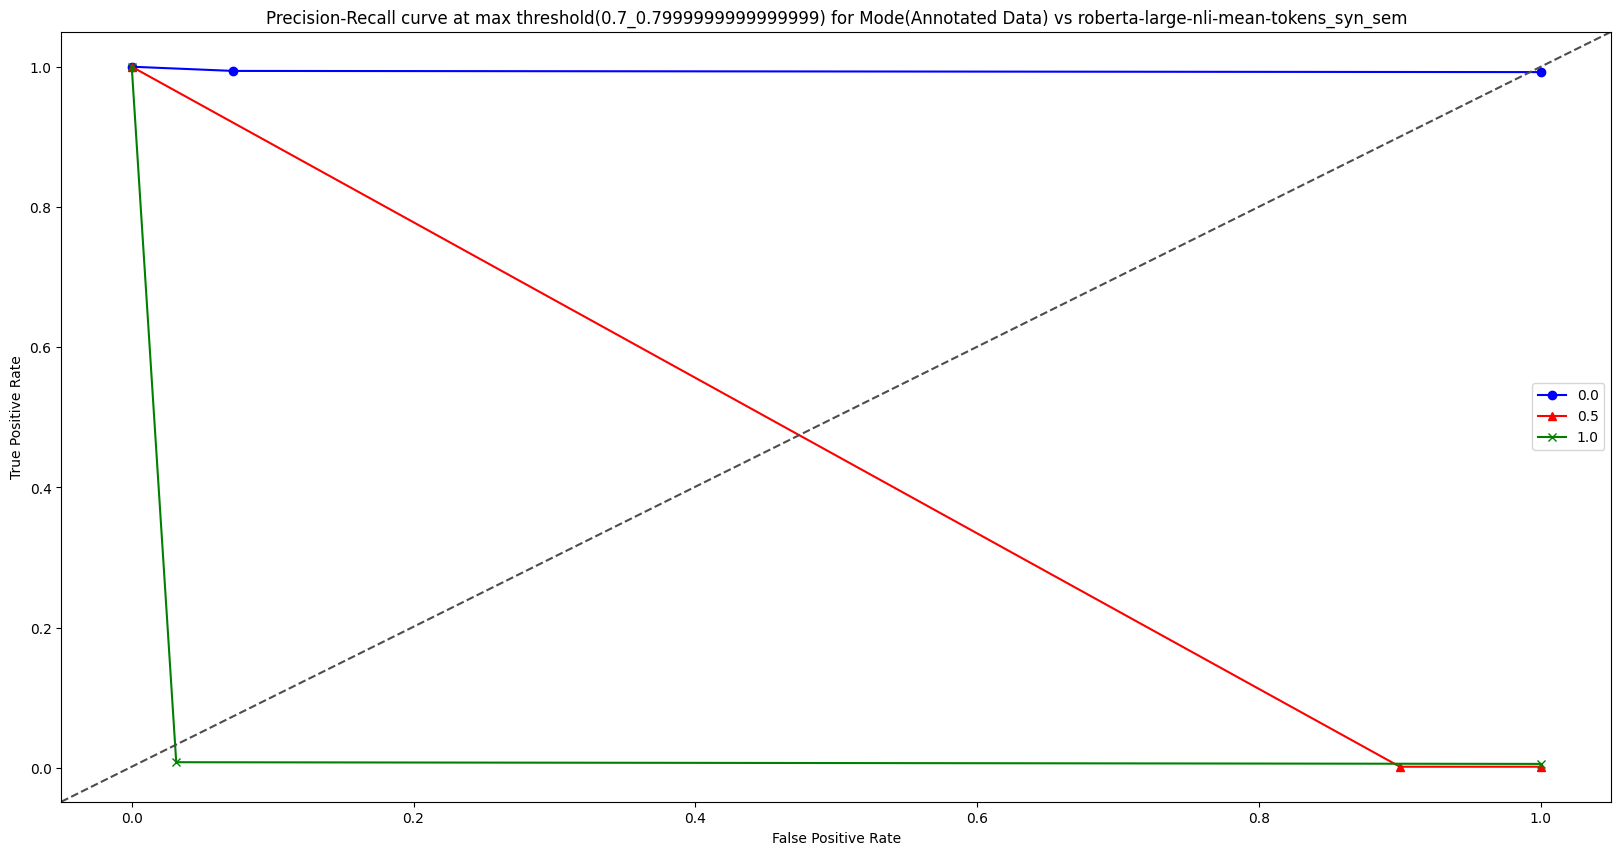 Precision-Recall curve at max threshold(0.7_0.7999999999999999) for Mode(Annotated Data) vs roberta-large-nli-mean-tokens_syn_sem
1.0
0.8
0.6
0.4
0.2
0.0
True Positive Rate
0.0
0.5
1.0
0.0 0.2 0.4 0.6 0.8 1.0
False Positive Rate